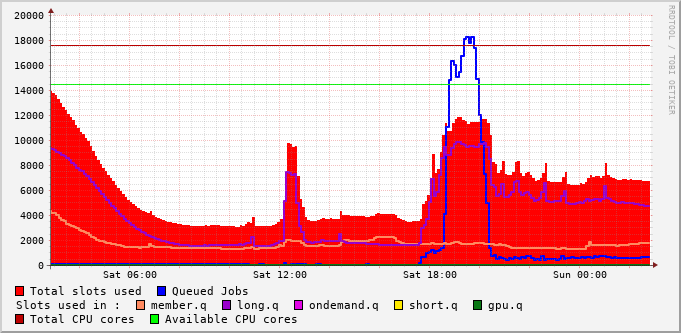 20000
18000
16000
14000
12000
10000
8000
6000
4000
2000
0
Sat 06:00 Sat 12:00 Sat 18:00 Sun 00:00
Total slots used Queued Jobs
Slots used in : member.q long.q ondemand.q short.q gpu.q
Total CPU cores Available CPU cores
RRDTOOL / TOBI OETIKER